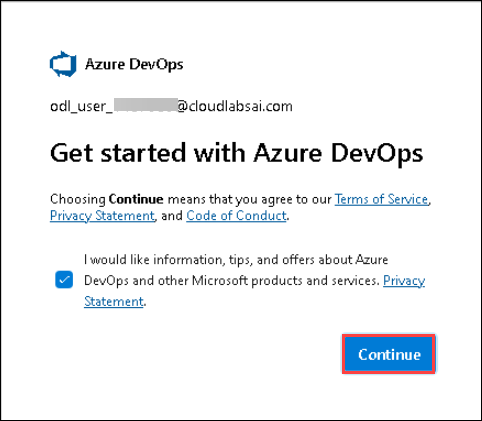 Azure DevOps
odl_user_@cloudlabsai.com
Get started with Azure DevOps
Choosing Continue means that you agree to our Terms of Service,
Privacy Statement, and Code of Conduct.
I would like information, tips, and offers about Azure
DevOps and other Microsoft products and services. Privacy
Statement.
Continue